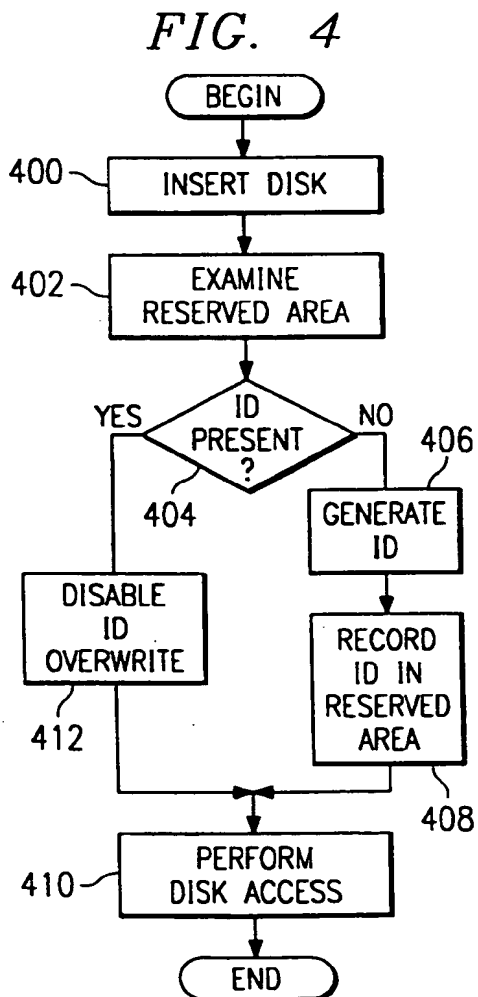 FIG. 4
BEGIN
400
INSERT DISK
402
EXAMINE
RESERVED AREA
YES
ID
PRESENT
?
NO
404
406
GENERATE
ID
DISABLE
ID
OVERWRITE
412
RECORD
ID IN
RESERVED
AREA
408
410
PERFORM
DISK ACCESS
END